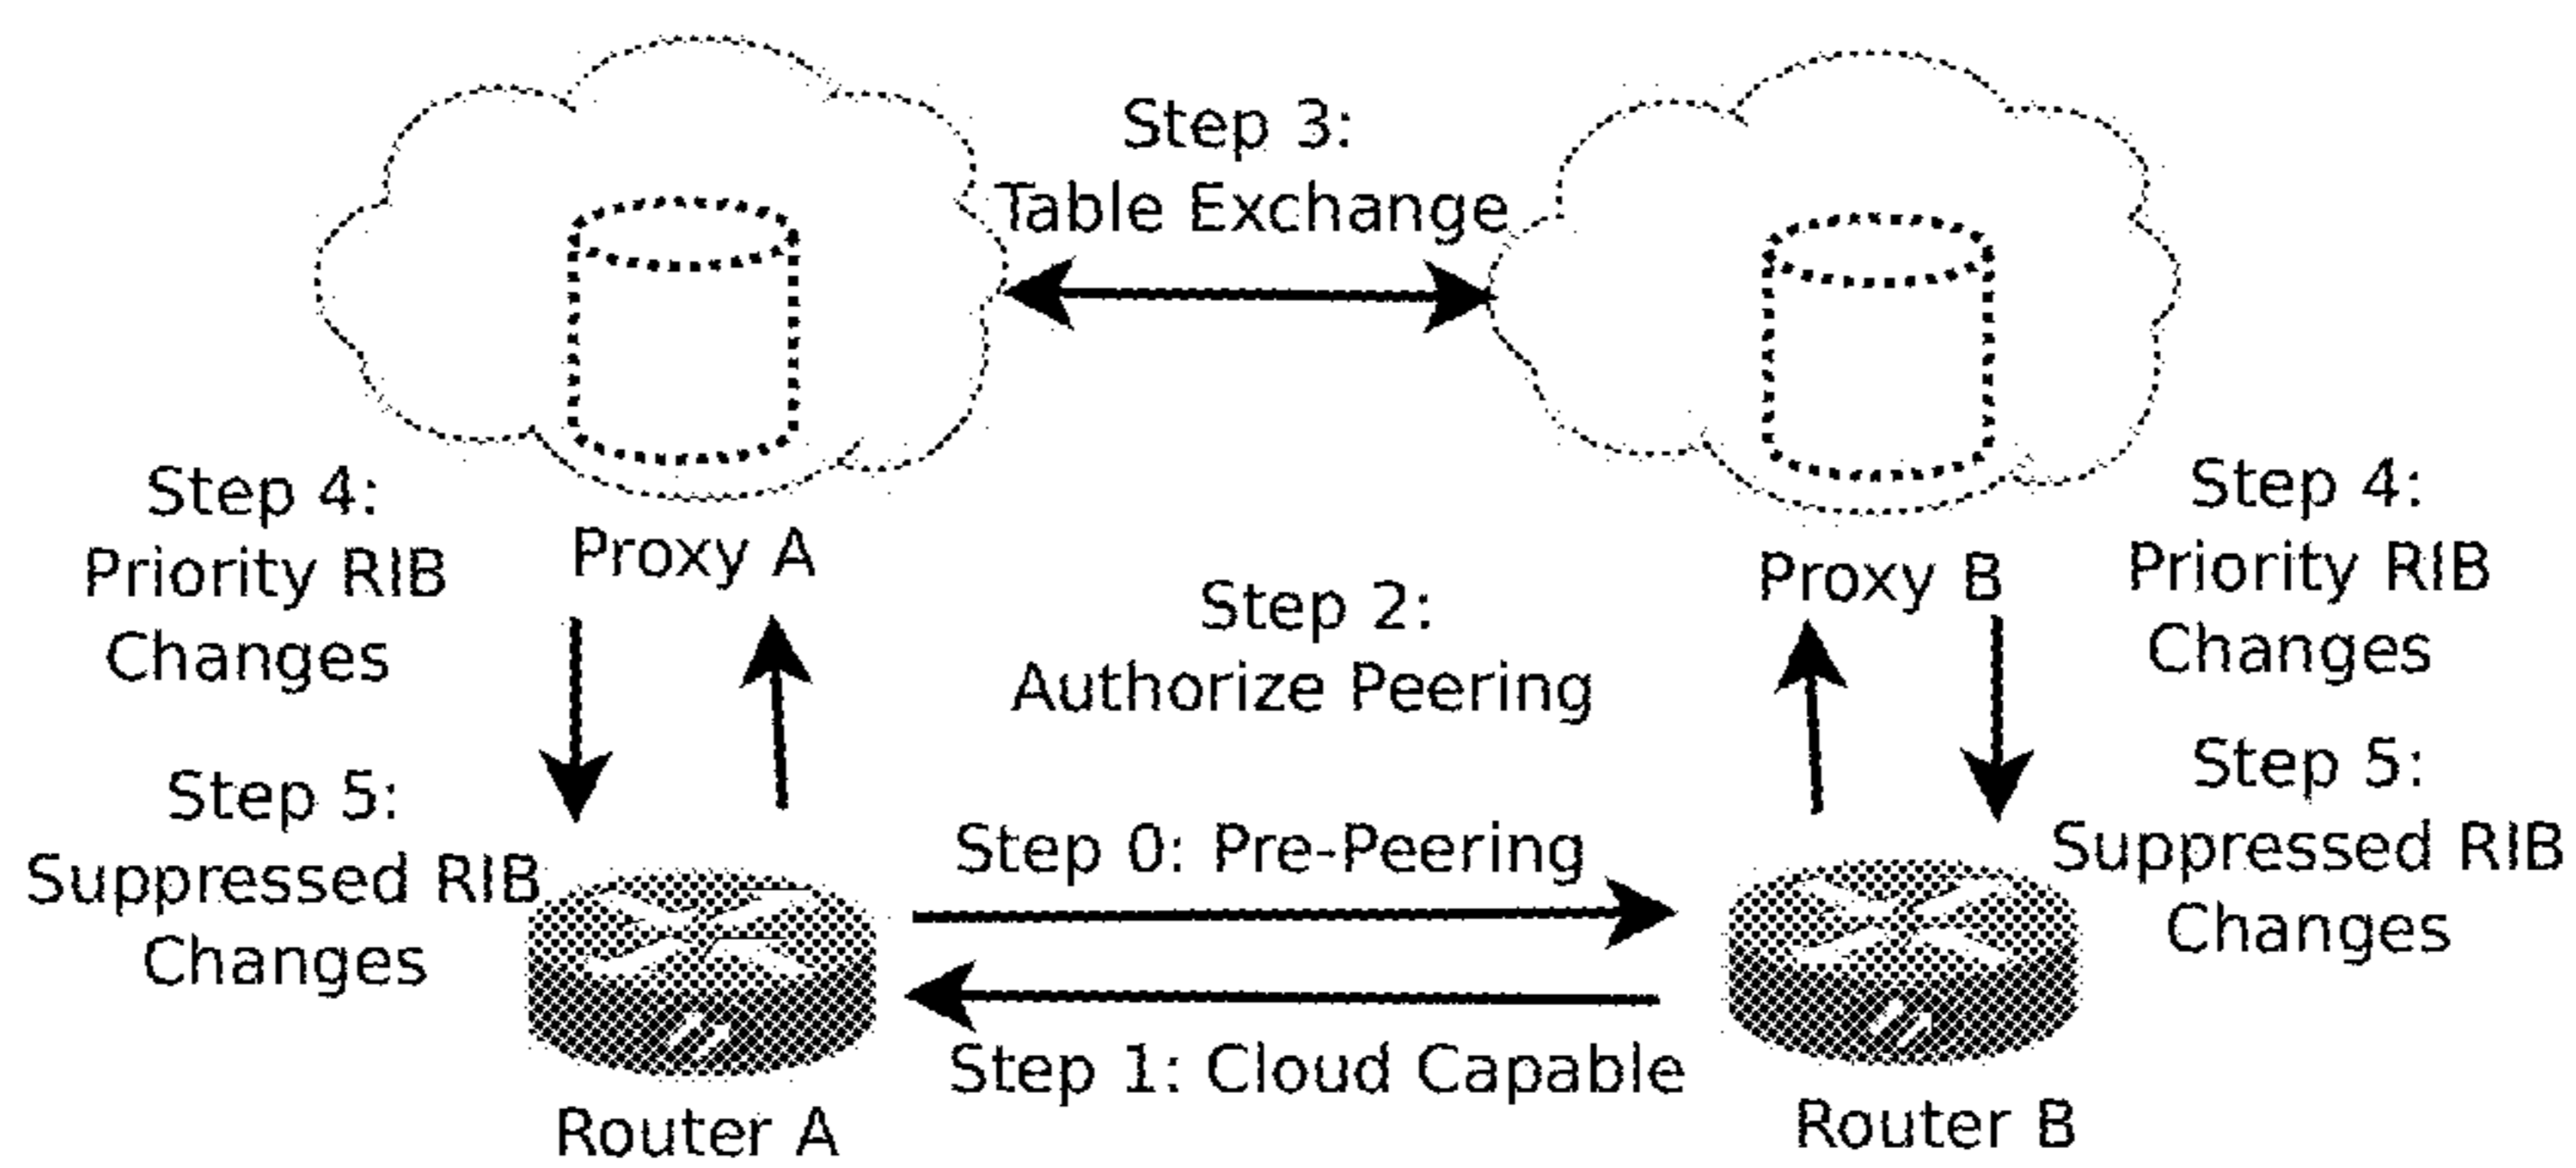 Step 3:
Table Exchange
Step 4:
Priority RIB
Changes
Proxy A
Step 2:
Authorize Peering
Proxy B
Step 4:
Priority RIB
Changes
Step 5:
Suppressed RIB
Changes
Step 0: Pre-Peering
Step 5:
Suppressed RIB
Changes
Step 1: Cloud Capable
Router A
Router B